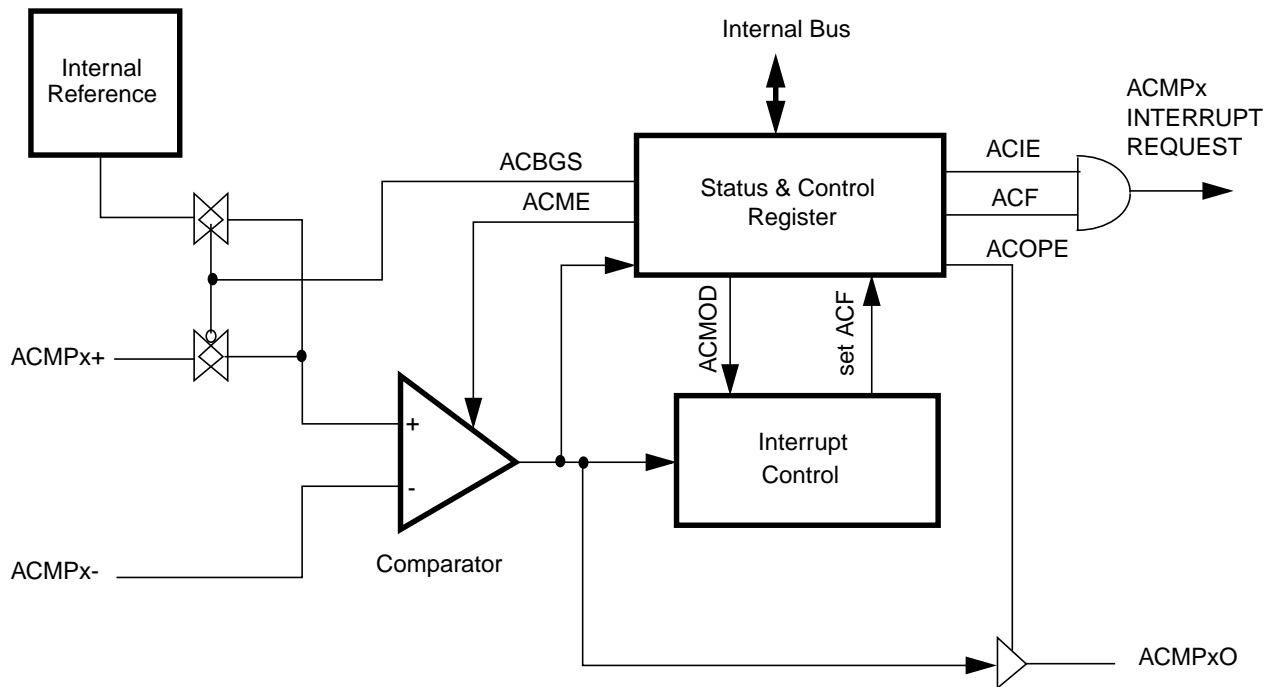 Internal Bus
Internal
Reference
ACMPx
INTERRUPT
REQUEST
ACBGS
ACIE
Status & Control
Register
ACME
ACF
ACOPE
ACMOD
set ACF
ACMPx+
+
-
Interrupt
Control
Comparator
ACMPx-
ACMPxO